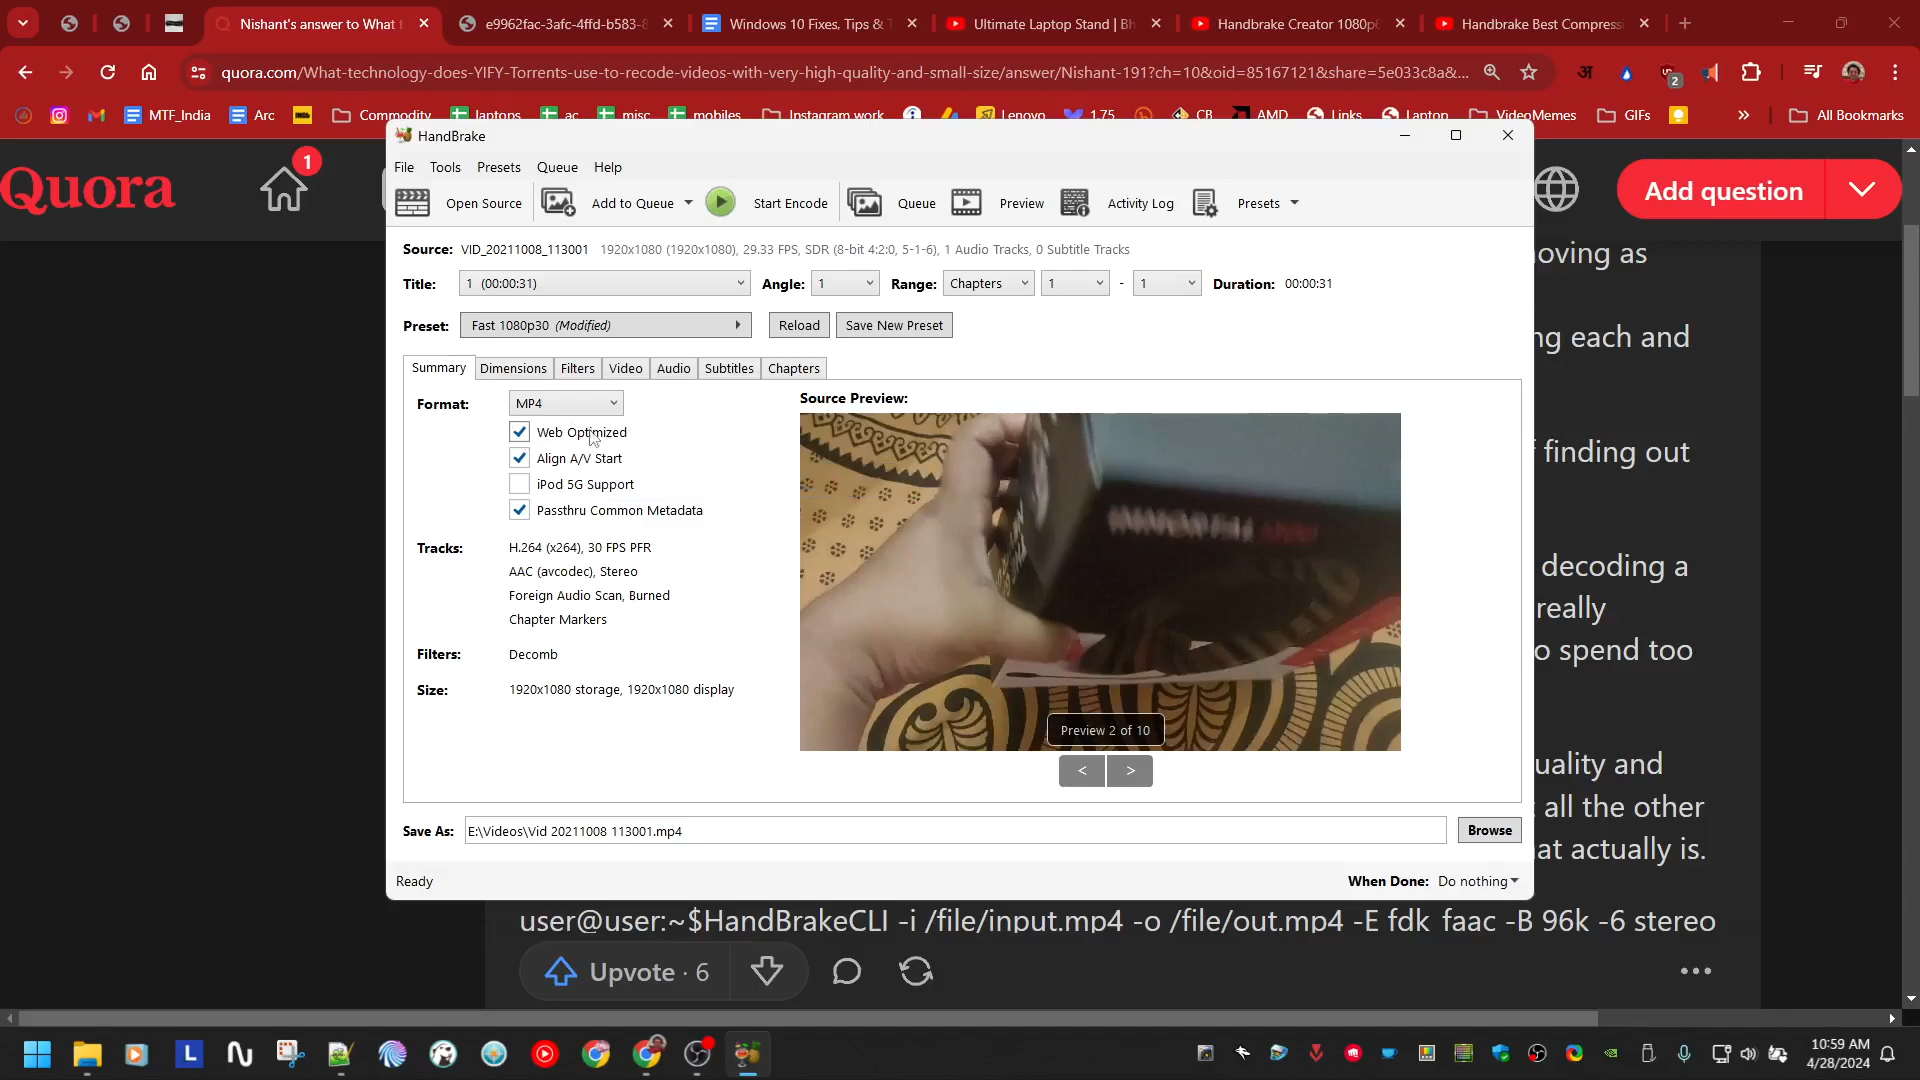 Nishant's answer to What t
e9962fac-3afc-4ffd-b583-8
Windows 10 Fixes, Tips & T
Ultimate Laptop Stand | Bh
Handbrake Creator 1080p6
Handbrake Best Compress
quora.com/What-technology-does-YIFY-Torrents-use-to-recode-videos-with-very-high-quality-and-small-size/answer/Nishant-191?ch=10&oid=85167121&share=5e033c8a&...
2
MTF_India
Arc
Commodity
laptops
ac
misc
mobiles
Instagram work
Lenovo
1.75
CB
AMD
Links
Laptop
VideoMemes
GIFs
»
All Bookmarks
Quora
1
Add question
HandBrake
File Tools Presets Queue Help
Open Source
Add to Queue
Start Encode
Queue
Preview
Activity Log
Presets
Source: VID_20211008_113001 1920x1080 (1920x1080), 29.33 FPS, SDR (8-bit 4:2:0, 5-1-6), 1 Audio Tracks, 0 Subtitle Tracks
Title: 1 (00:00:31) Angle: 1 Range: Chapters 1 - 1 Duration: 00:00:31
Preset: Fast 1080p30 (Modified) Reload Save New Preset
Summary Dimensions Filters Video Audio Subtitles Chapters
Format: MP4
Web Optimized
Align A/V Start
iPod 5G Support
Passthru Common Metadata
Tracks: H.264 (x264), 30 FPS PFR
AAC (avcodec), Stereo
Foreign Audio Scan, Burned
Chapter Markers
Filters: Decomb
Size: 1920x1080 storage, 1920x1080 display
Source Preview:
Preview 2 of 10
< >
Save As: E:\Videos\Vid 20211008 113001.mp4 Browse
Ready
When Done: Do nothing
oving as
ng each and
f finding out
decoding a
really
o spend too
uality and
all the other
at actually is.
user@user:~$HandBrakeCLI -i /file/input.mp4 -o /file/out.mp4 -E fdk_faac -B 96k -6 stereo
Upvote · 6
10:59 AM
4/28/2024